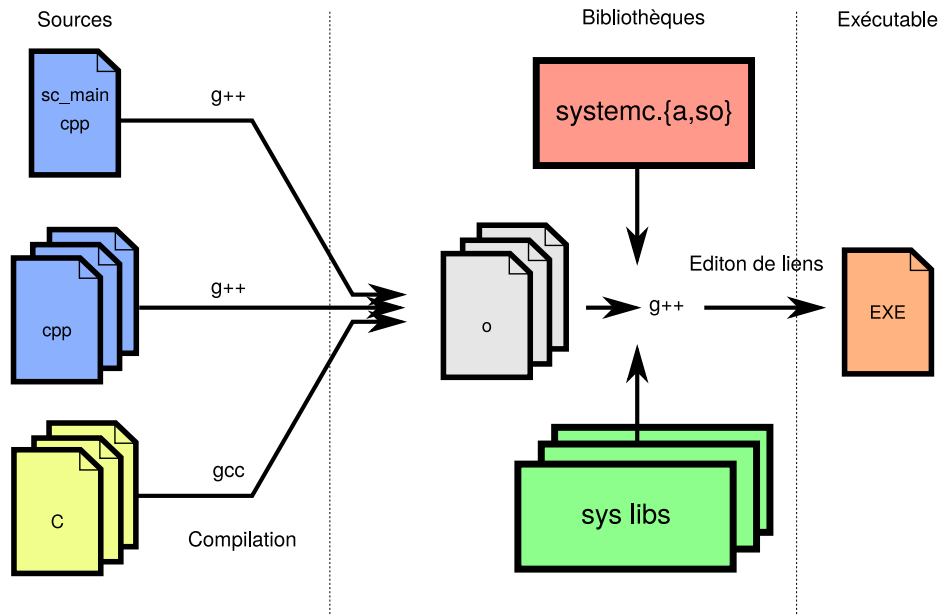 Sources
Bibliothèques
Exécutable
sc_main
cpp
g++
systemc.{a,so}
cpp
g++
o
g++
Editon de liens
EXE
C
gcc
Compilation
sys libs